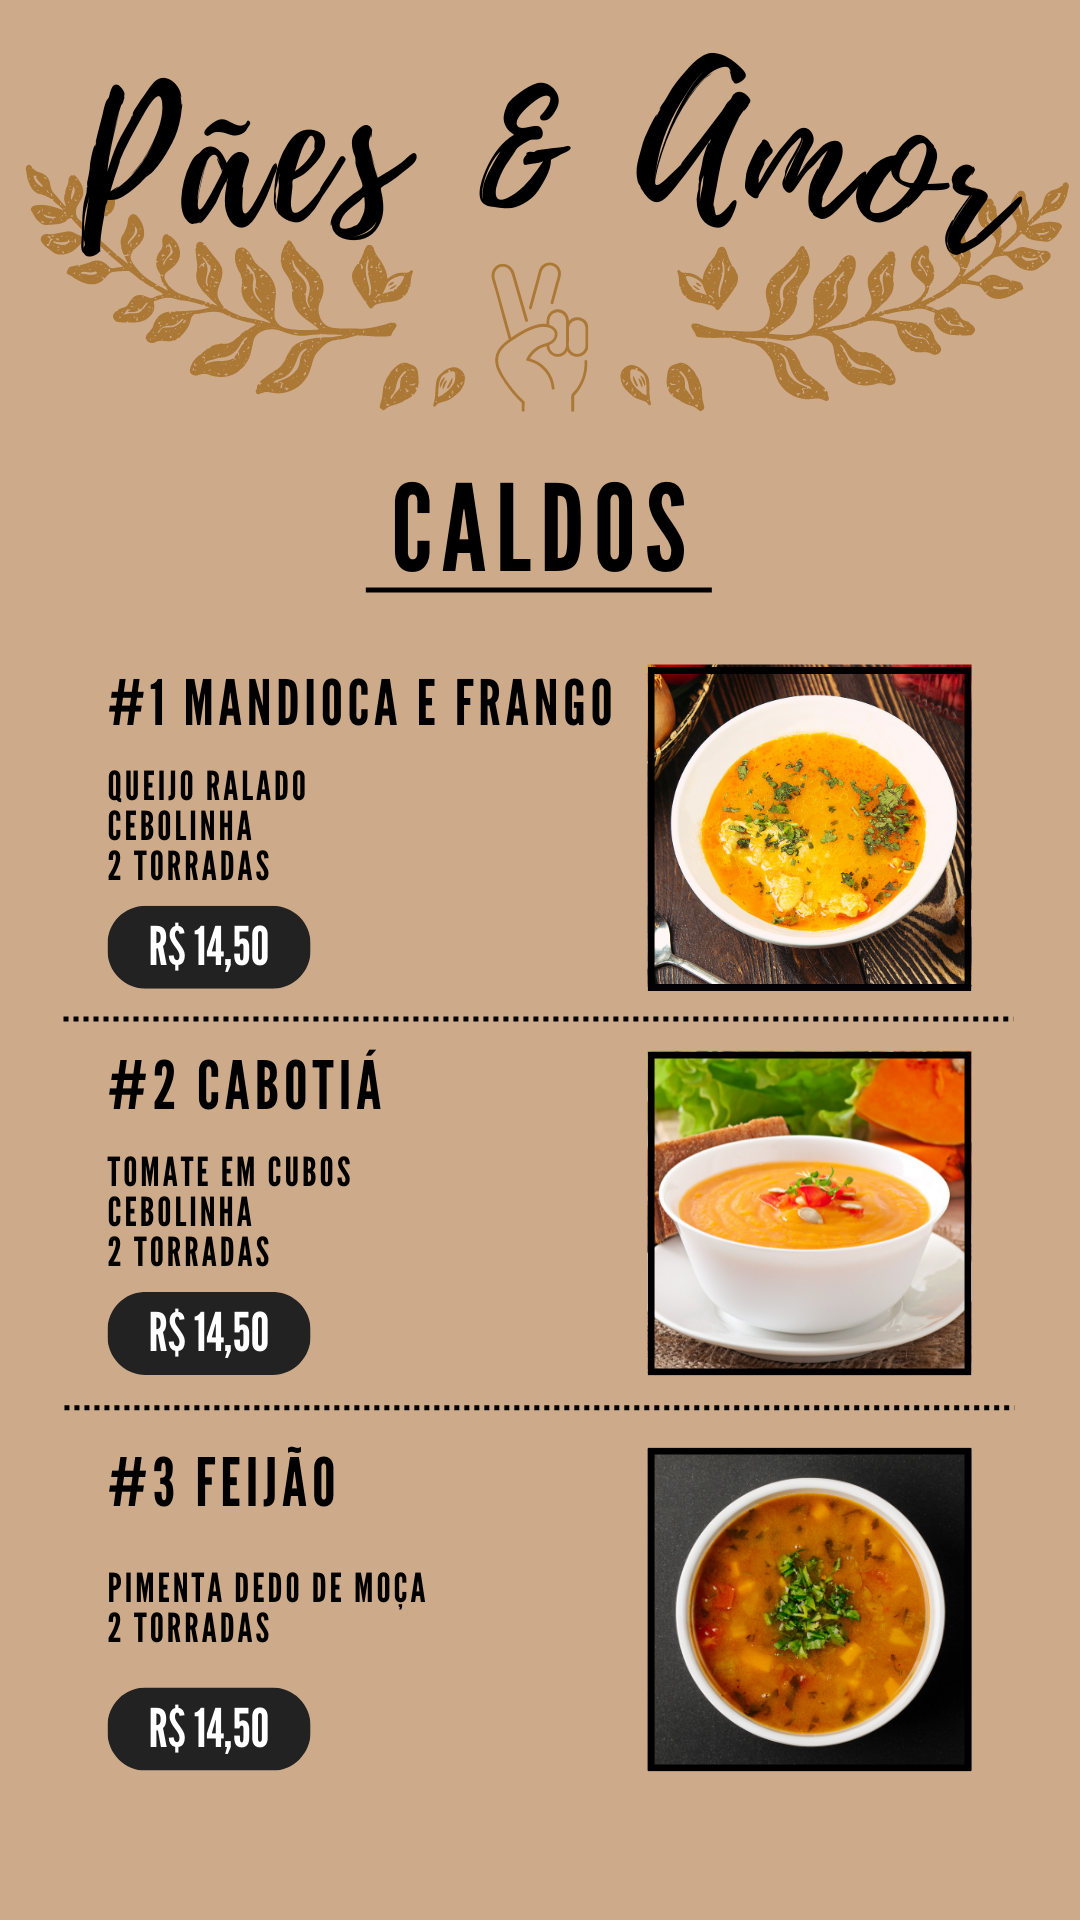 Pães & Amor
CALDOS
#1 MANDIOCA E FRANGO
QUEIJO RALADO
CEBOLINHA
2 TORRADAS
R$ 14,50
#2 CABOTIÁ
TOMATE EM CUBOS
CEBOLINHA
2 TORRADAS
R$ 14,50
#3 FEIJÃO
PIMENTA DEDO DE MOÇA
2 TORRADAS
R$ 14,50